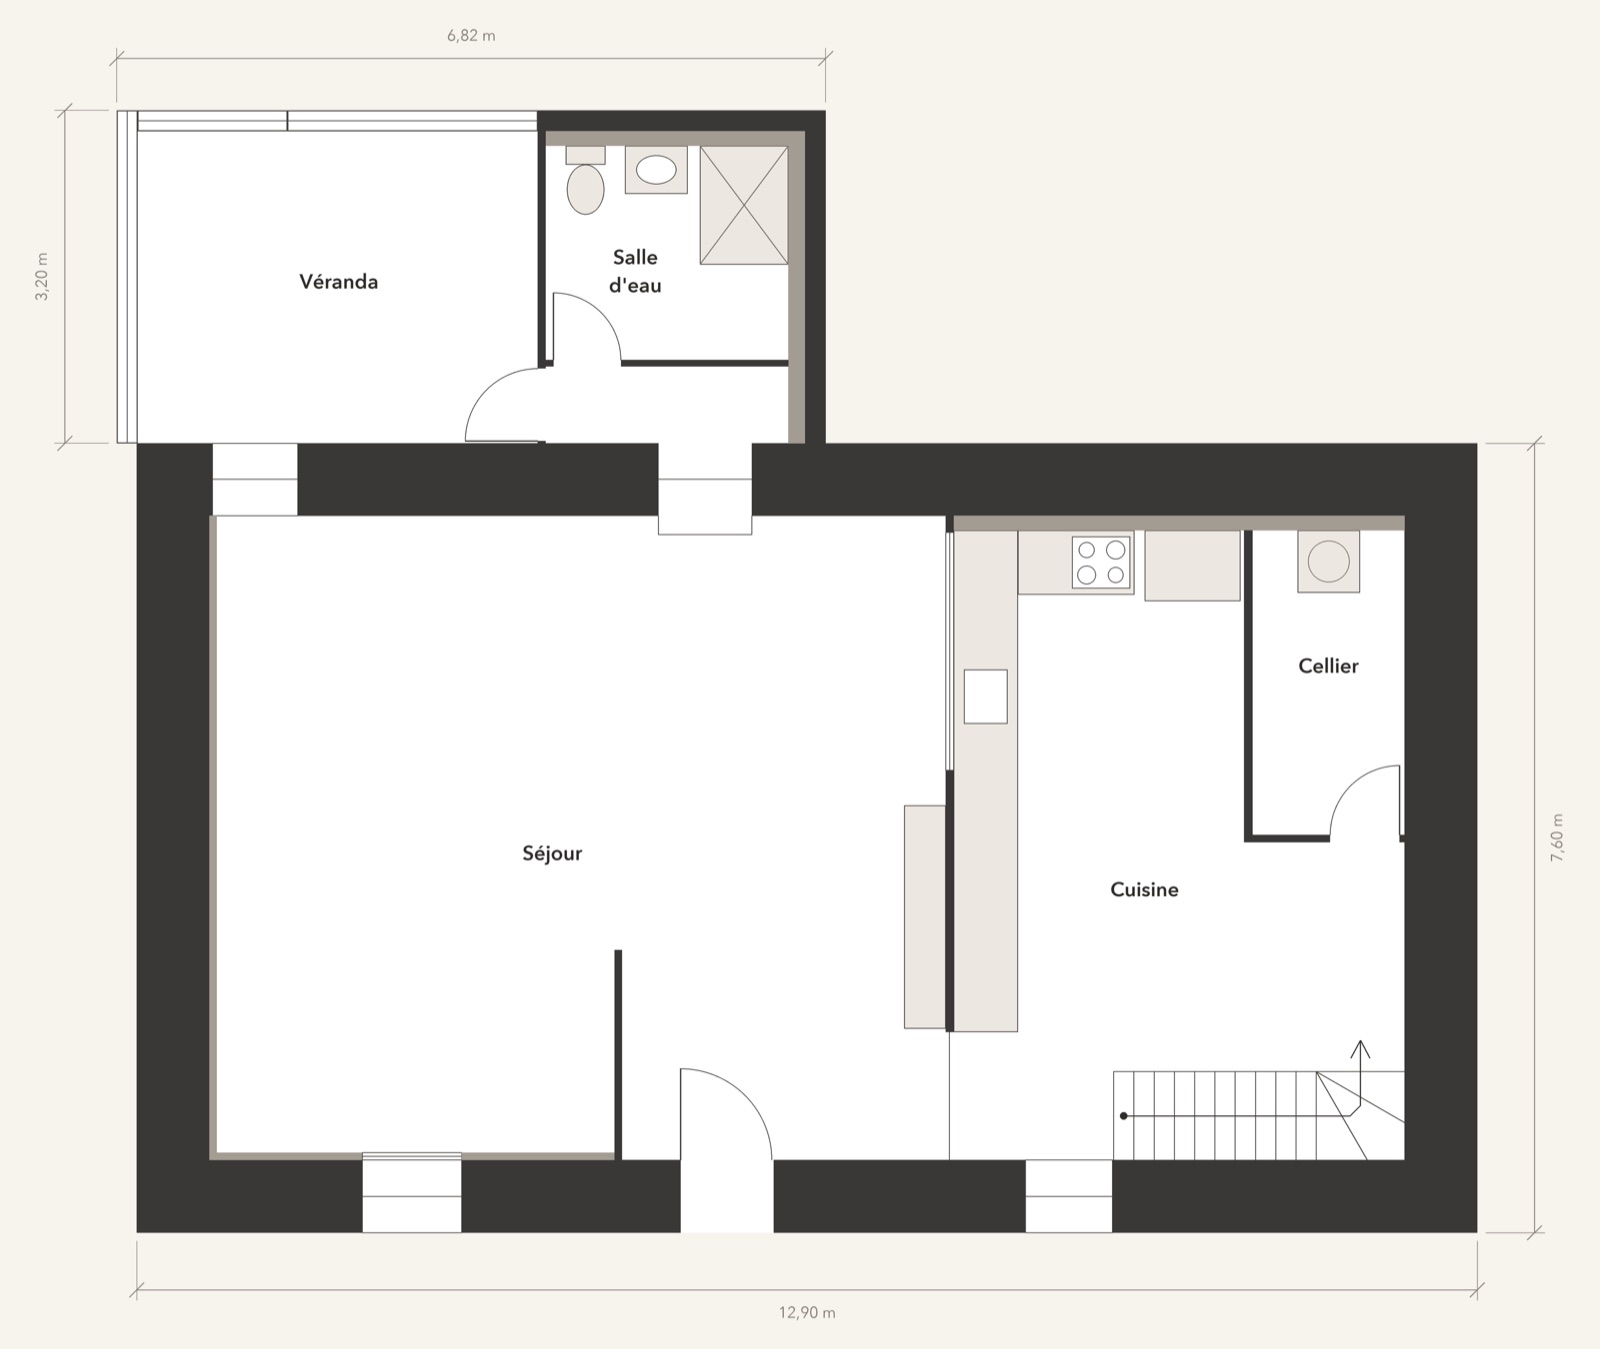 6,82 m
3,20 m
Véranda
Salle
d'eau
Séjour
Cuisine
Cellier
7,60 m
12,90 m